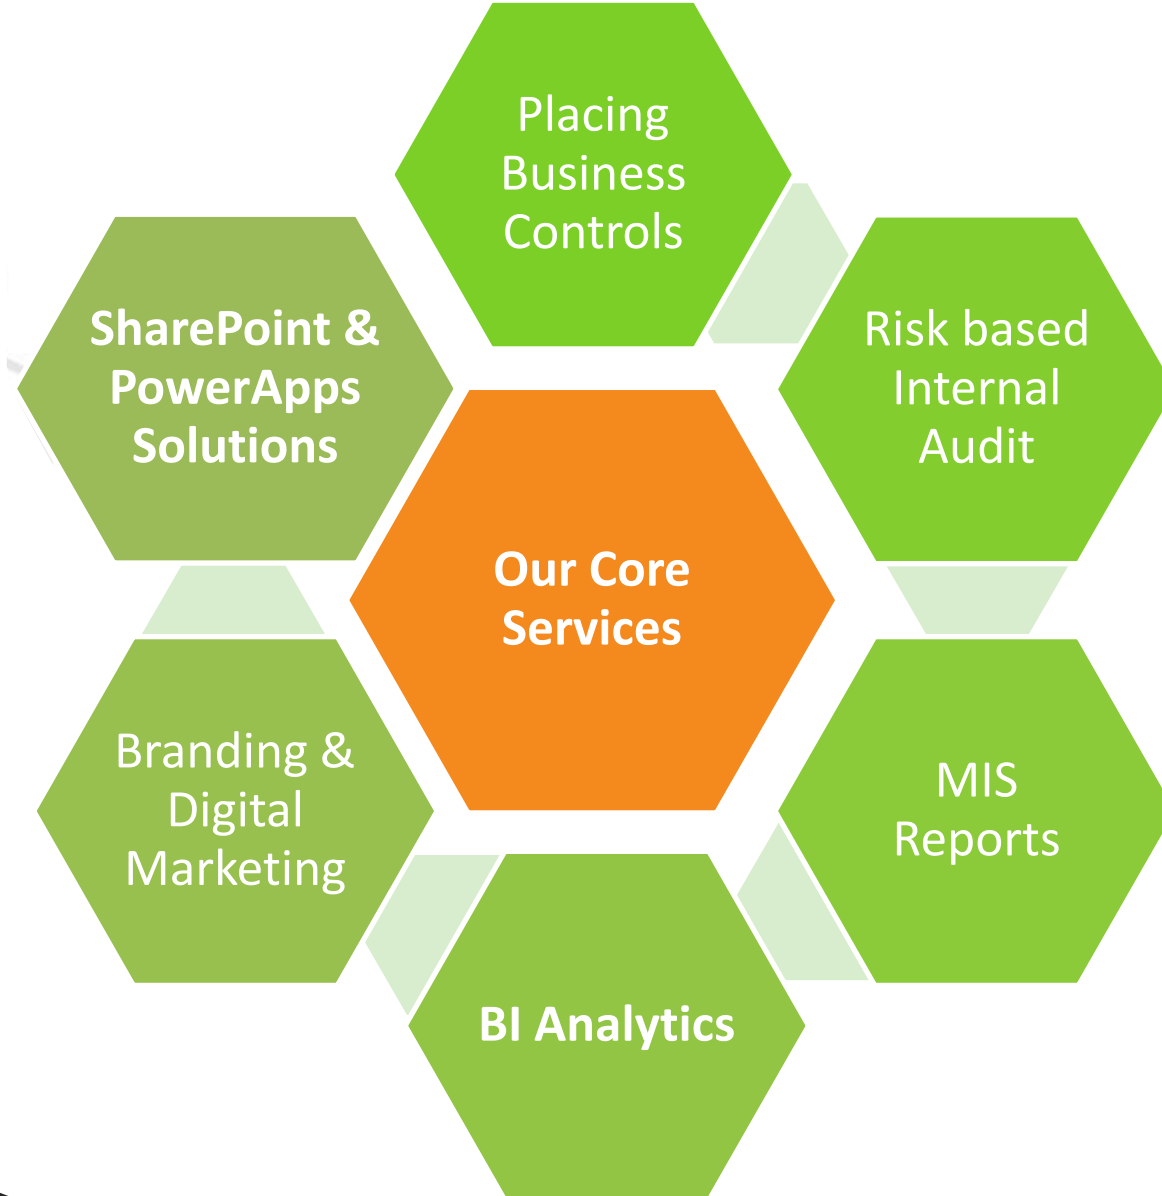 Placing
Business
Controls
Risk based
Internal
Audit
MIS
Reports
BI Analytics
Branding &
Digital
Marketing
SharePoint &
PowerApps
Solutions
Our Core
Services